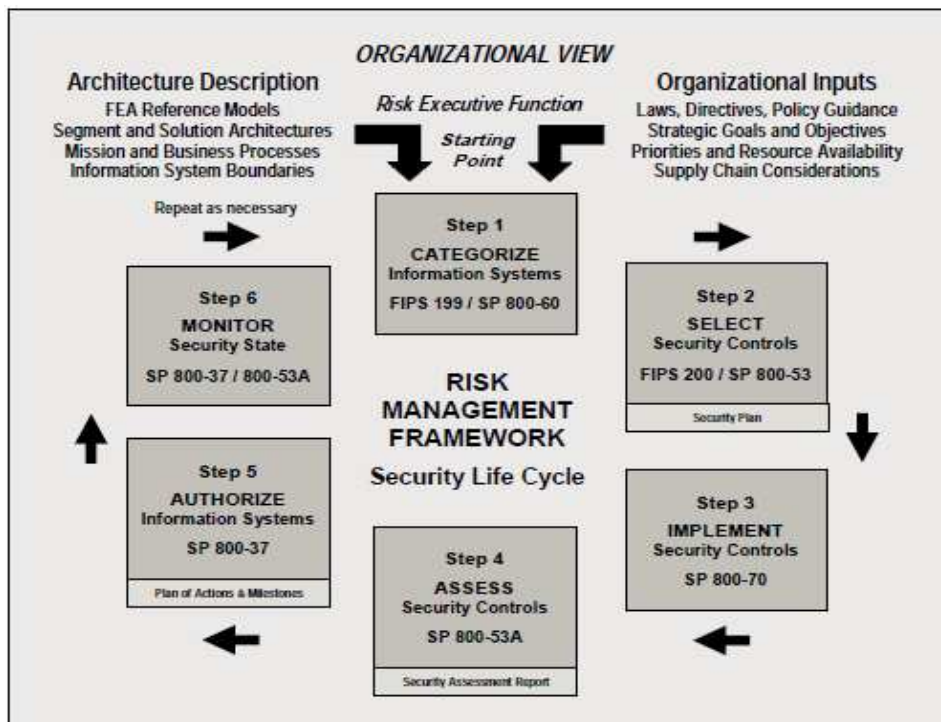 ORGANIZATIONAL VIEW
Architecture Description
FEA Reference Models
Segment and Solution Architectures
Mission and Business Processes
Information System Boundaries
Risk Executive Function
Starting
Point
Organizational Inputs
Laws, Directives, Policy Guidance
Strategic Goals and Objectives
Priorities and Resource Availability
Supply Chain Considerations
Repeat as necessary
Step 1
CATEGORIZE
Information Systems
FIPS 199 / SP 800-60
Step 2
SELECT
Security Controls
FIPS 200 / SP 800-53
Security Plan
Step 3
IMPLEMENT
Security Controls
SP 800-70
Step 4
ASSESS
Security Controls
SP 800-53A
Security Assessment Report
Step 5
AUTHORIZE
Information Systems
SP 800-37
Plan of Actions & Milestones
Step 6
MONITOR
Security State
SP 800-37 / 800-53A
RISK
MANAGEMENT
FRAMEWORK
Security Life Cycle